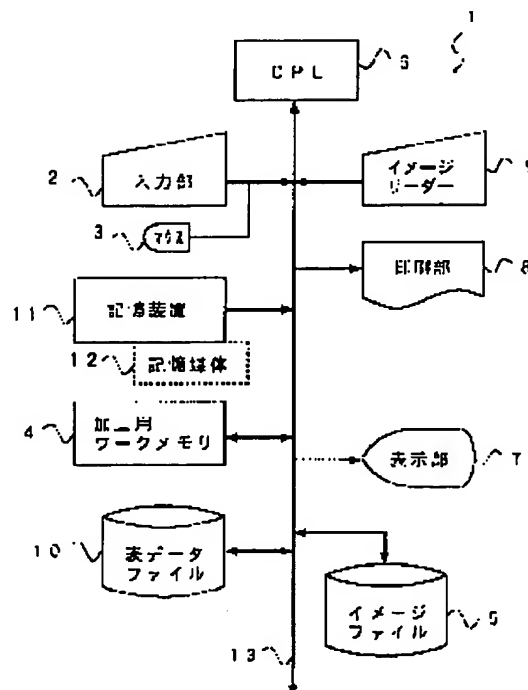 1
CPU
6
入力部
2
イメージ
リーダー
9
マウス
3
印刷部
8
記憶装置
11
記憶媒体
12
加工用
ワークメモリ
4
表示部
7
表データ
ファイル
10
イメージ
ファイル
5
13